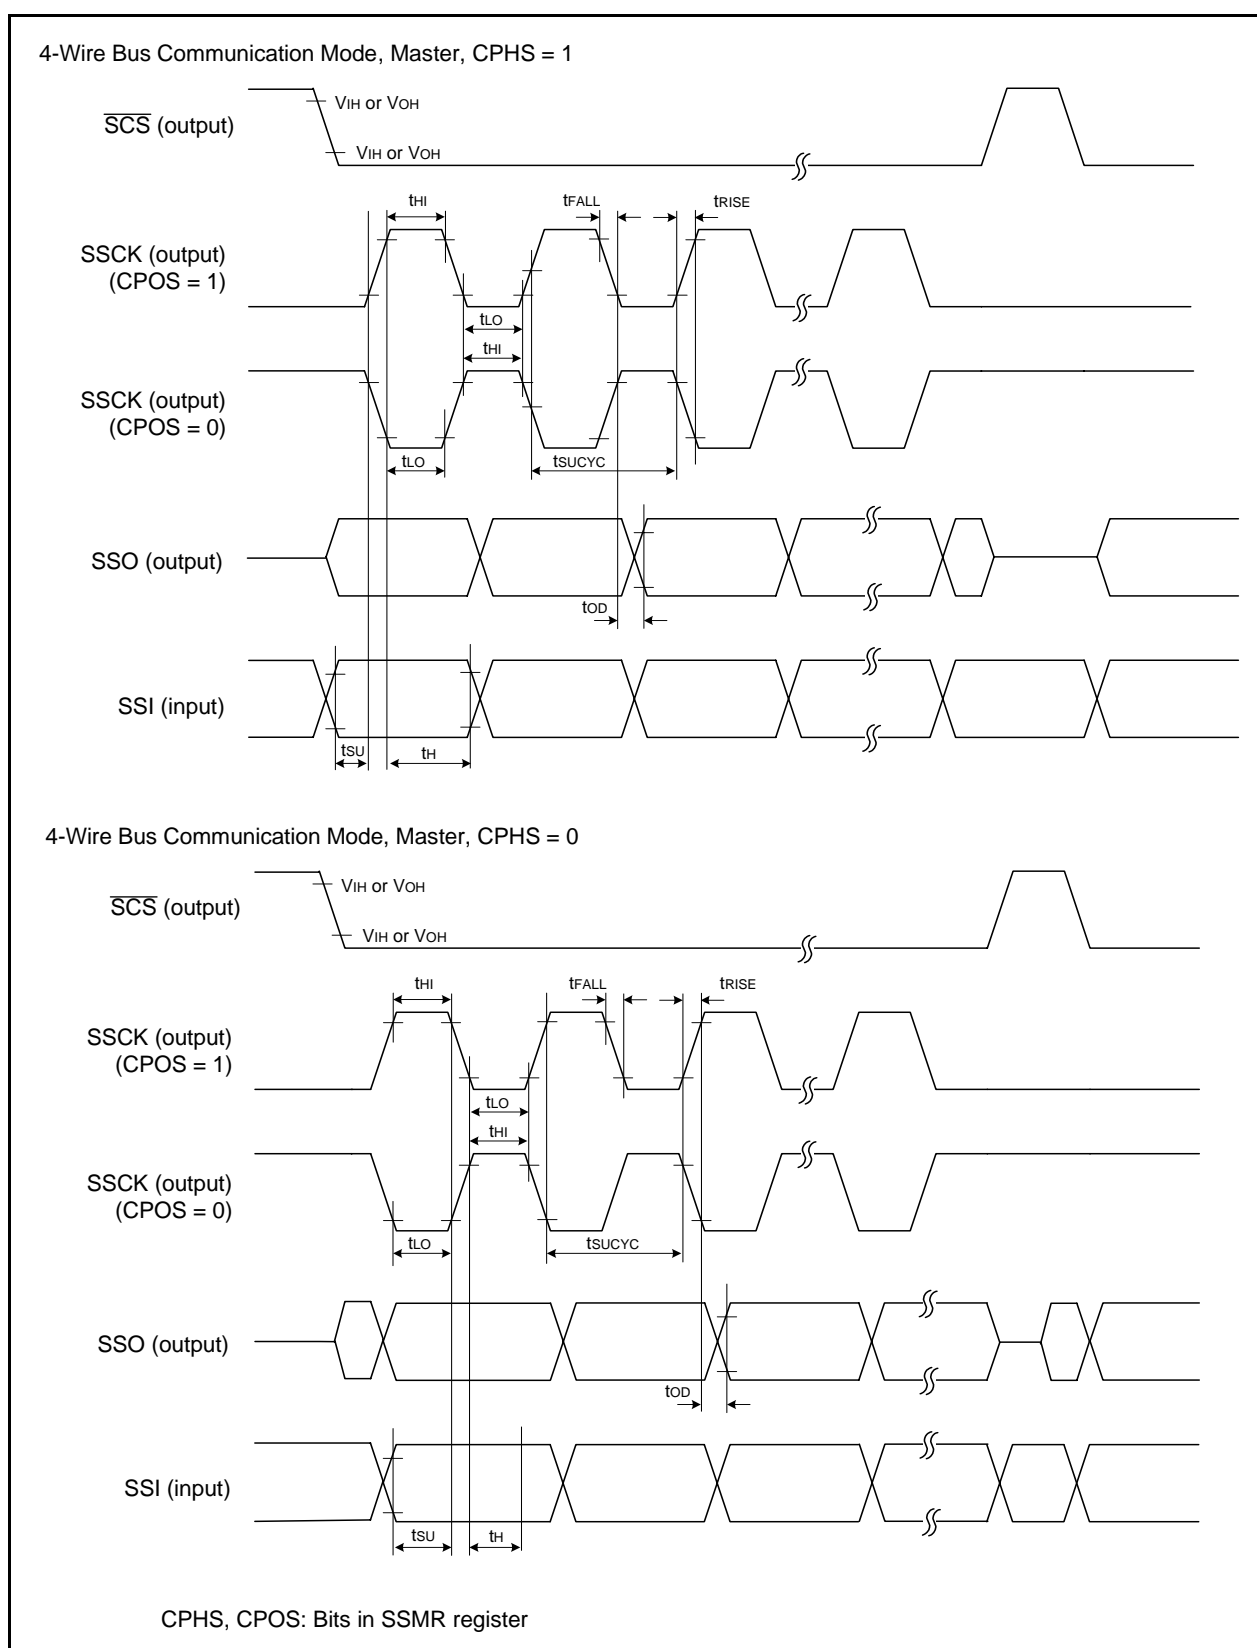 4-Wire Bus Communication Mode, Master, CPHS = 1
VIH or VOH
SCS (output)
VIH or VOH
tHI
tFALL
tRISE
SSCK (output)
(CPOS = 1)
tLO
tHI
SSCK (output)
(CPOS = 0)
tLO
tSUCYC
SSO (output)
tOD
SSI (input)
tSU
tH
4-Wire Bus Communication Mode, Master, CPHS = 0
VIH or VOH
SCS (output)
VIH or VOH
tHI
tFALL
tRISE
SSCK (output)
(CPOS = 1)
tLO
tHI
SSCK (output)
(CPOS = 0)
tLO
tSUCYC
SSO (output)
tOD
SSI (input)
tSU
tH
CPHS, CPOS: Bits in SSMR register